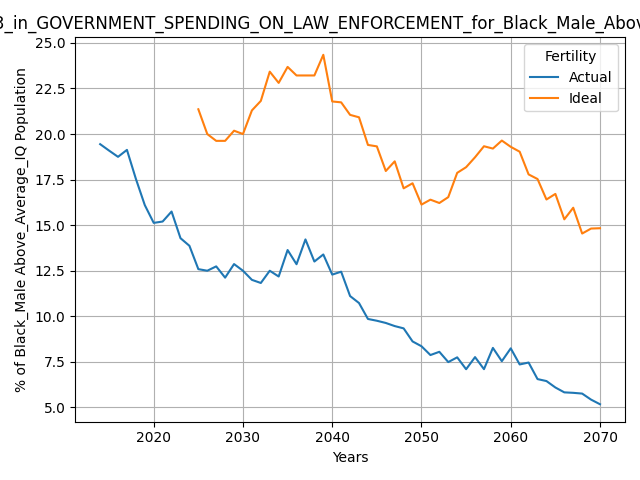 3_in_GOVERNMENT_SPENDING_ON_LAW_ENFORCEMENT_for_Black_Male_Abov
25.0
22.5
20.0
17.5
15.0
12.5
10.0
7.5
5.0
% of Black_Male Above_Average_IQ Population
Fertility
Actual
Ideal
2020
2030
2040
2050
2060
2070
Years